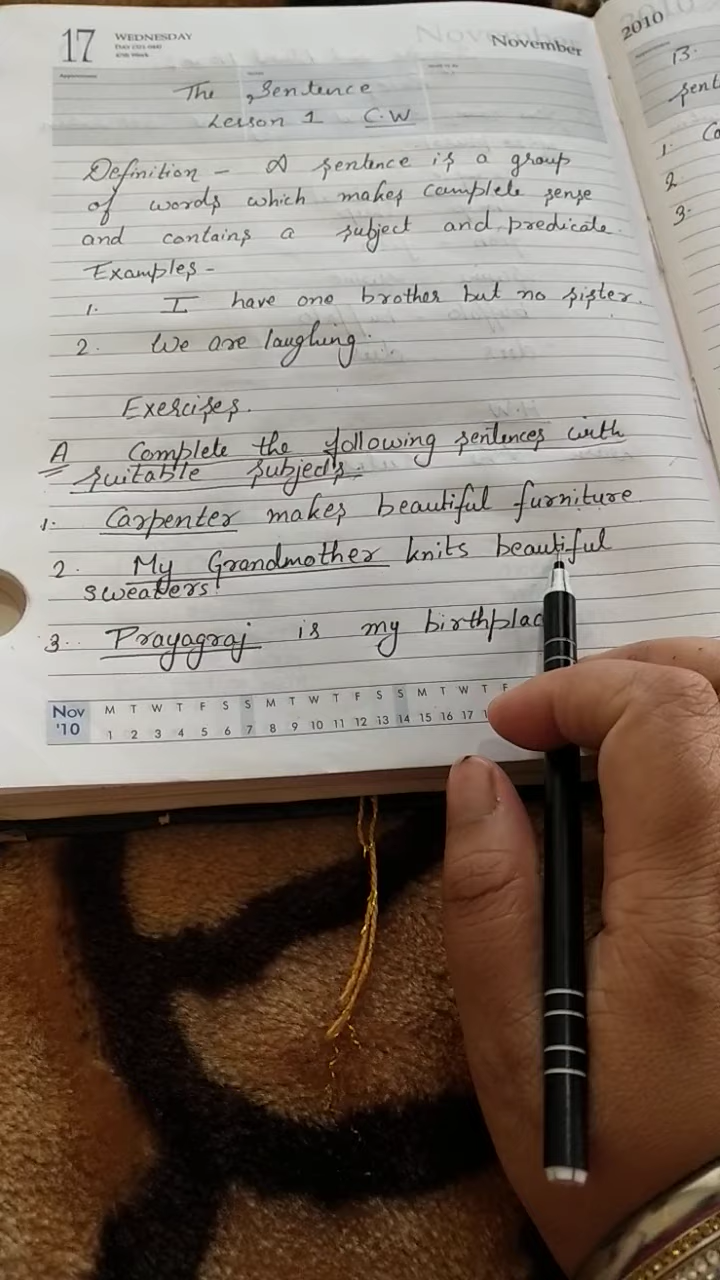 17 WEDNESDAY
November
2010
The Sentence
Lesson 1 C.W
Definition - A sentence is a group
of words which makes complete sense
and contains a subject and predicate.
Examples -
1. I have one brother but no sister.
2. We are laughing.
Exercises.
A Complete the following sentences with
suitable subjects.
1. Carpenter makes beautiful furniture
2. My Grandmother knits beautiful
sweaters.
3. Prayagraj is my birthplac
Nov M T W T F S S M T W T F S S M T W T F
'10 1 2 3 4 5 6 7 8 9 10 11 12 13 14 15 16 17
13.
sent
1. Co
2.
3.